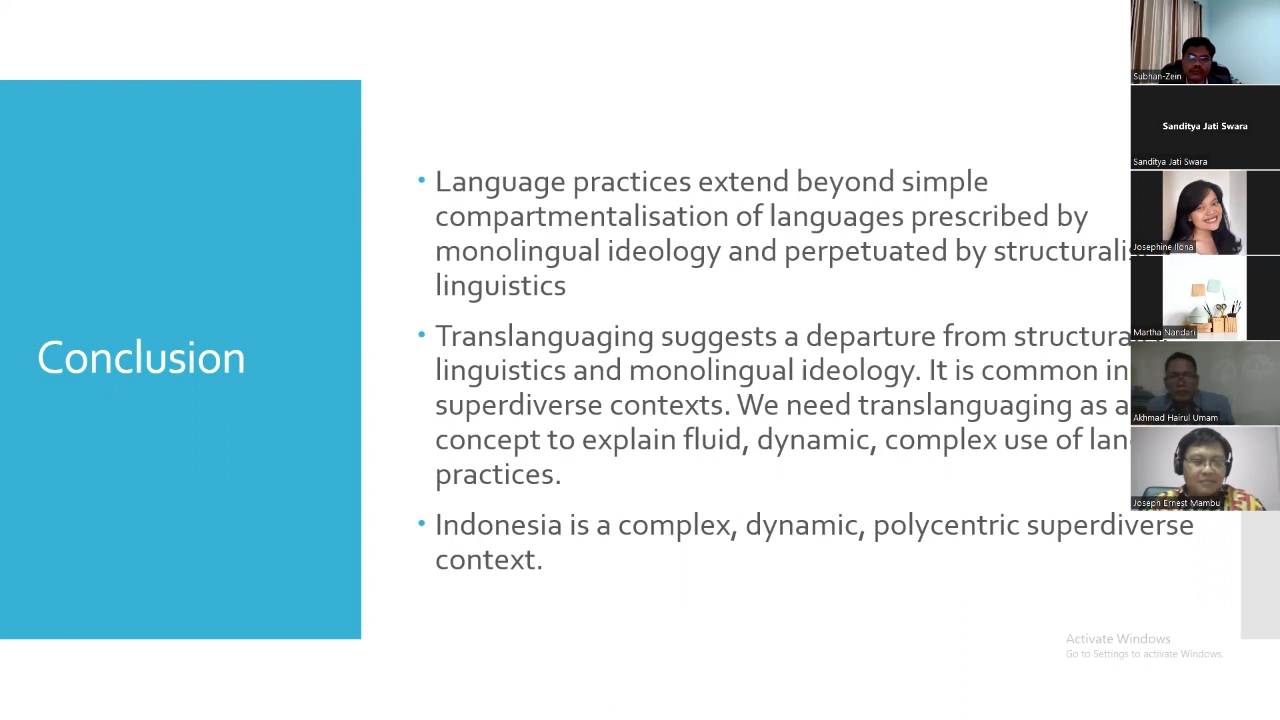 Conclusion
• Language practices extend beyond simple
compartmentalisation of languages prescribed by
monolingual ideology and perpetuated by
linguistics
• Translanguaging suggests a departure from
linguistics and monolingual ideology. It is common in
superdiverse contexts. We need translanguaging as a
concept to explain fluid, dynamic, complex use of
practices.
• Indonesia is a complex, dynamic, polycentric superdiverse
context.
Subhan-Zein
Sanditya Jati Swara
Sanditya Jati Swara
Josephine Ilona
Martha Nandari
Akhmad Hairul Umam
Joseph Ernest Mambu
Activate Windows
Go to Settings to activate Windows.